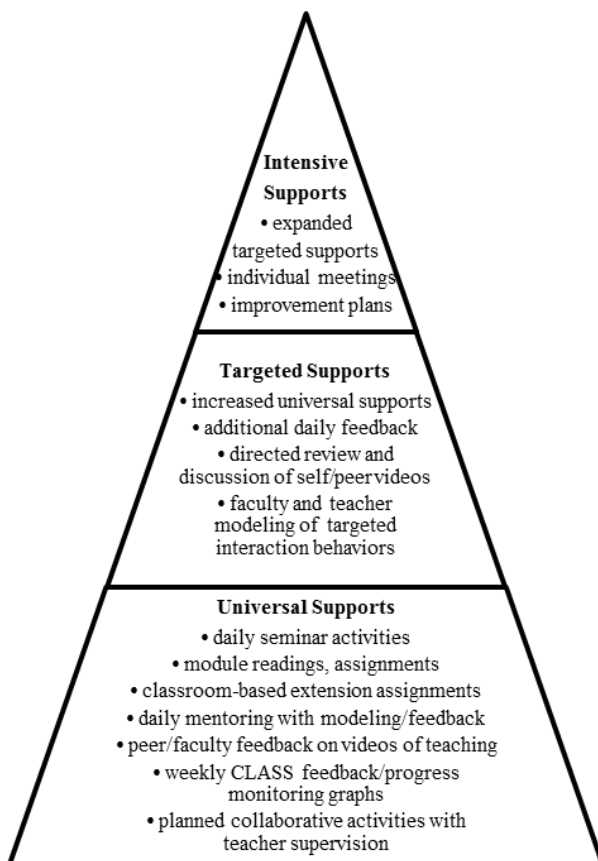 Intensive
Supports
• expanded
targeted supports
• individual meetings
• improvement plans
Targeted Supports
• increased universal supports
• additional daily feedback
• directed review and
discussion of self/peer videos
• faculty and teacher
modeling of targeted
interaction behaviors
Universal Supports
• daily seminar activities
• module readings, assignments
• classroom-based extension assignments
• daily mentoring with modeling/feedback
• peer/faculty feedback on videos of teaching
• weekly CLASS feedback/progress
monitoring graphs
• planned collaborative activities with
teacher supervision